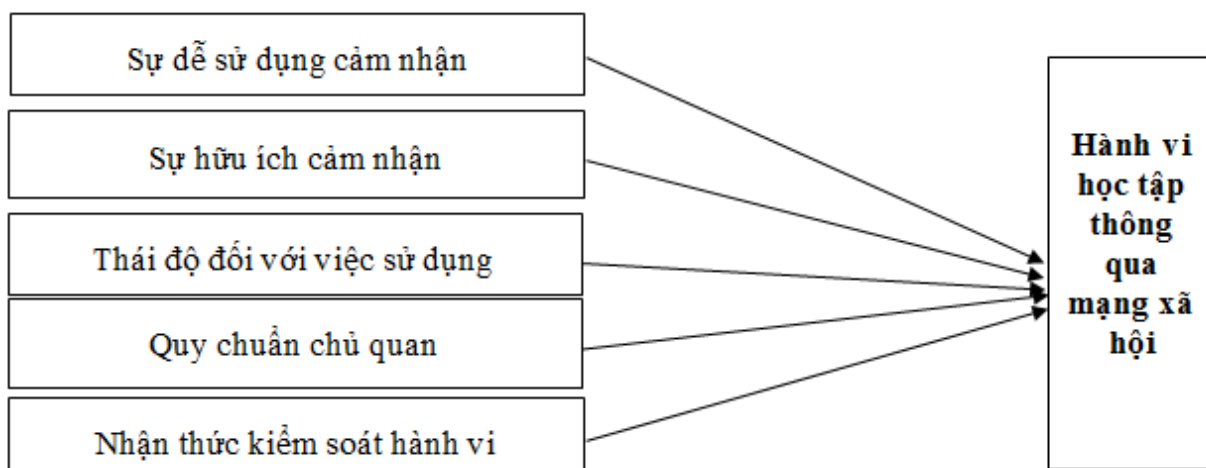 Sự dễ sử dụng cảm nhận
Sự hữu ích cảm nhận
Thái độ đối với việc sử dụng
Quy chuẩn chủ quan
Nhận thức kiểm soát hành vi
Hành vi
học tập
thông
qua
mạng xã
hội